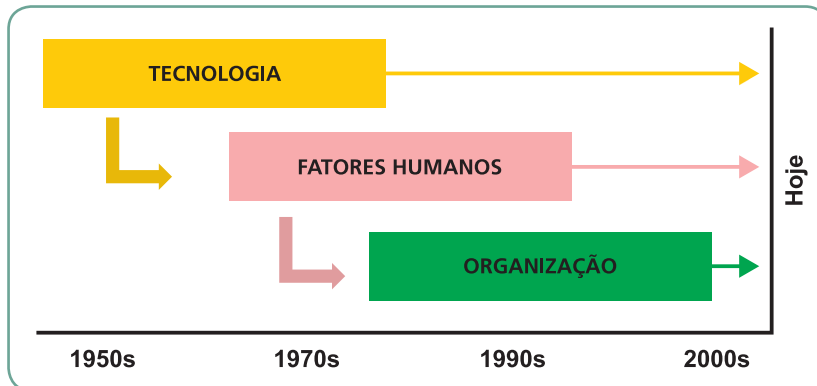 TECNOLOGIA
FATORES HUMANOS
ORGANIZAÇÃO
Hoje
1950s 1970s 1990s 2000s